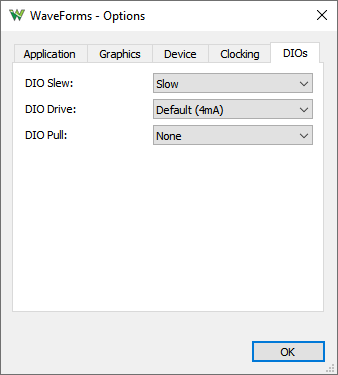 WaveForms - Options
Application Graphics Device Clocking DIOs
DIO Slew: Slow
DIO Drive: Default (4mA)
DIO Pull: None
OK